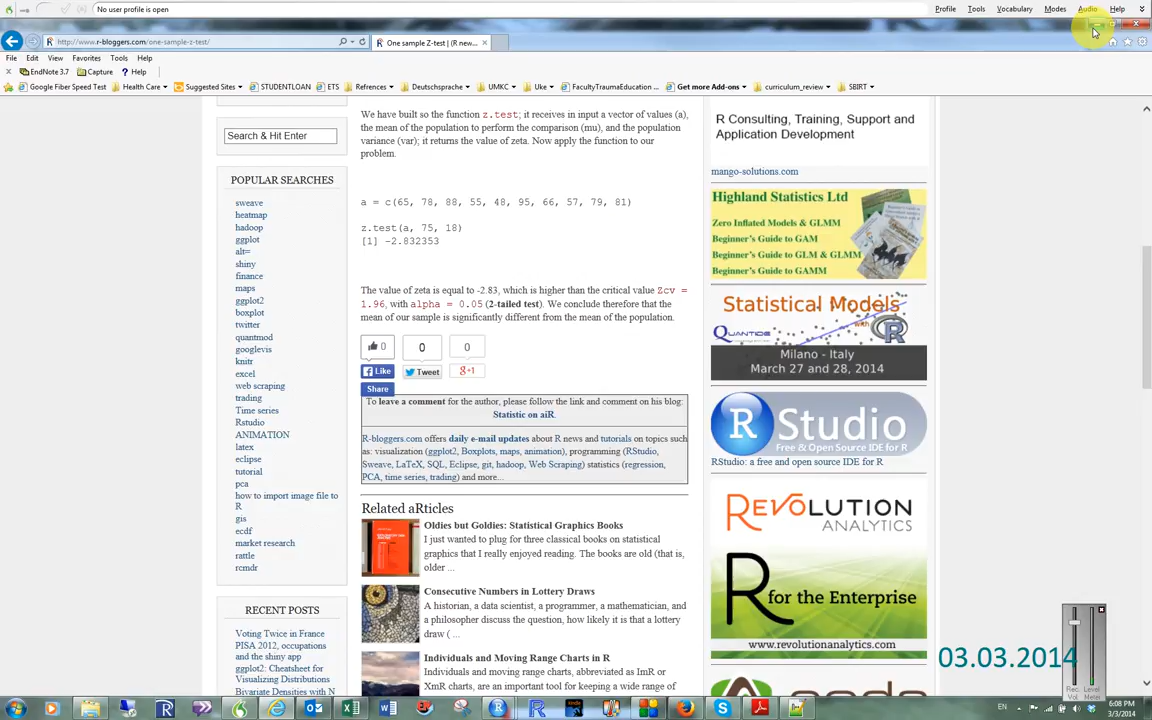 No user profile is open
Profile Tools Vocabulary Modes Audio Help
http://www.r-bloggers.com/one-sample-z-test/
One sample Z-test | (R new...
File Edit View Favorites Tools Help
EndNote 3.7 Capture Help
Google Fiber Speed Test Health Care Suggested Sites STUDENTLOAN ETS Refrences Deutschsprache UMKC Uke FacultyTraumaEducation ... Get more Add-ons curriculum_review SBIRT
Search & Hit Enter
POPULAR SEARCHES
sweave
heatmap
hadoop
ggplot
alt=
shiny
finance
maps
ggplot2
boxplot
twitter
quantmod
googlevis
knitr
excel
web scraping
trading
Time series
Rstudio
ANIMATION
latex
eclipse
tutorial
pca
how to import image file to
R
gis
ecdf
market research
rattle
rcmdr
RECENT POSTS
Voting Twice in France
PISA 2012, occupations
and the shiny app
ggplot2: Cheatsheet for
Visualizing Distributions
Bivariate Densities with N
We have built so the function z.test; it receives in input a vector of values (a),
the mean of the population to perform the comparison (mu), and the population
variance (var); it returns the value of zeta. Now apply the function to our
problem.
a = c(65, 78, 88, 55, 48, 95, 66, 57, 79, 81)
z.test(a, 75, 18)
[1] -2.832353
The value of zeta is equal to -2.83, which is higher than the critical value Zcv =
1.96, with alpha = 0.05 (2-tailed test). We conclude therefore that the
mean of our sample is significantly different from the mean of the population.
0 0 0
Like Tweet +1
Share
To leave a comment for the author, please follow the link and comment on his blog:
Statistic on aiR.
R-bloggers.com offers daily e-mail updates about R news and tutorials on topics such
as: visualization (ggplot2, Boxplots, maps, animation), programming (RStudio,
Sweave, LaTeX, SQL, Eclipse, git, hadoop, Web Scraping) statistics (regression,
PCA, time series, trading) and more...
Related aRticles
Oldies but Goldies: Statistical Graphics Books
I just wanted to plug for three classical books on statistical
graphics that I really enjoyed reading. The books are old (that is,
older ...
Consecutive Numbers in Lottery Draws
A historian, a data scientist, a programmer, a mathematician, and
a philosopher discuss the question, how likely it is that a lottery
draw ( ...
Individuals and Moving Range Charts in R
Individuals and moving range charts, abbreviated as ImR or
XmR charts, are an important tool for keeping a wide range of
R Consulting, Training, Support and
Application Development
mango-solutions.com
Highland Statistics Ltd
Zero Inflated Models & GLMM
Beginner's Guide to GAM
Beginner's Guide to GLM & GLMM
Beginner's Guide to GAMM
Statistical Models
with R
QUANTIDE
Milano - Italy
March 27 and 28, 2014
R Studio
Free & Open Source IDE for R
RStudio: a free and open source IDE for R
REVOLUTION
ANALYTICS
R for the Enterprise
www.revolutionanalytics.com
03.03.2014
Rec. Vol. Level Meter
EN 6:08 PM
3/3/2014